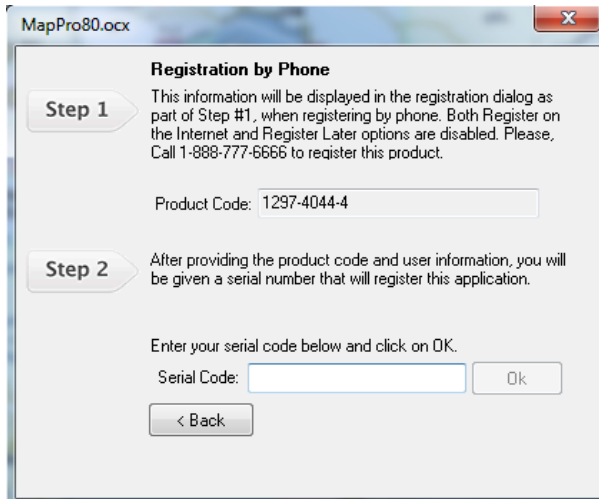 MapPro80.ocx
Registration by Phone
Step 1
This information will be displayed in the registration dialog as
part of Step #1, when registering by phone. Both Register on
the Internet and Register Later options are disabled. Please,
Call 1-888-777-6666 to register this product.
Product Code: 1297-4044-4
Step 2
After providing the product code and user information, you will
be given a serial number that will register this application.
Enter your serial code below and click on OK.
Serial Code:
Ok
< Back